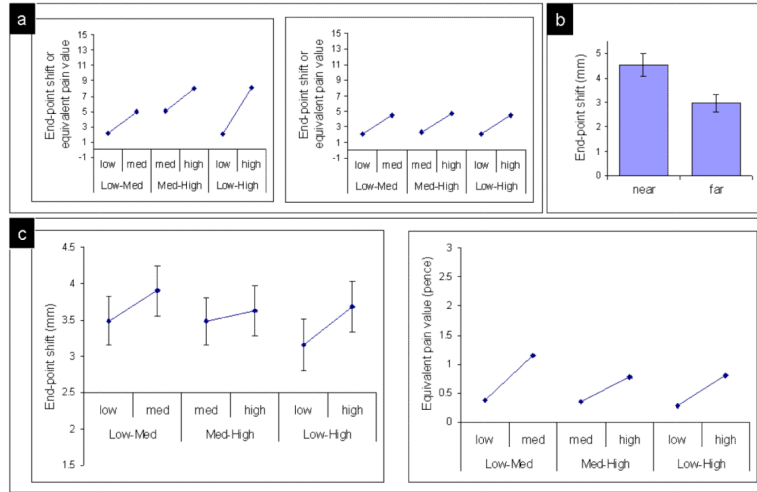 a
End-point shift or
equivalent pain value
15
13
11
9
7
5
3
1
-1
low med med high low high
Low-Med Med-High Low-High
End-point shift or
equivalent pain value
15
13
11
9
7
5
3
1
-1
low med med high low high
Low-Med Med-High Low-High
b
End-point shift (mm)
5
4
3
2
1
0
near far
c
End-point shift (mm)
4.5
4
3.5
3
2.5
2
1.5
low med med high low high
Low-Med Med-High Low-High
Equivalent pain value (pence)
3
2.5
2
1.5
1
0.5
0
low med med high low high
Low-Med Med-High Low-High